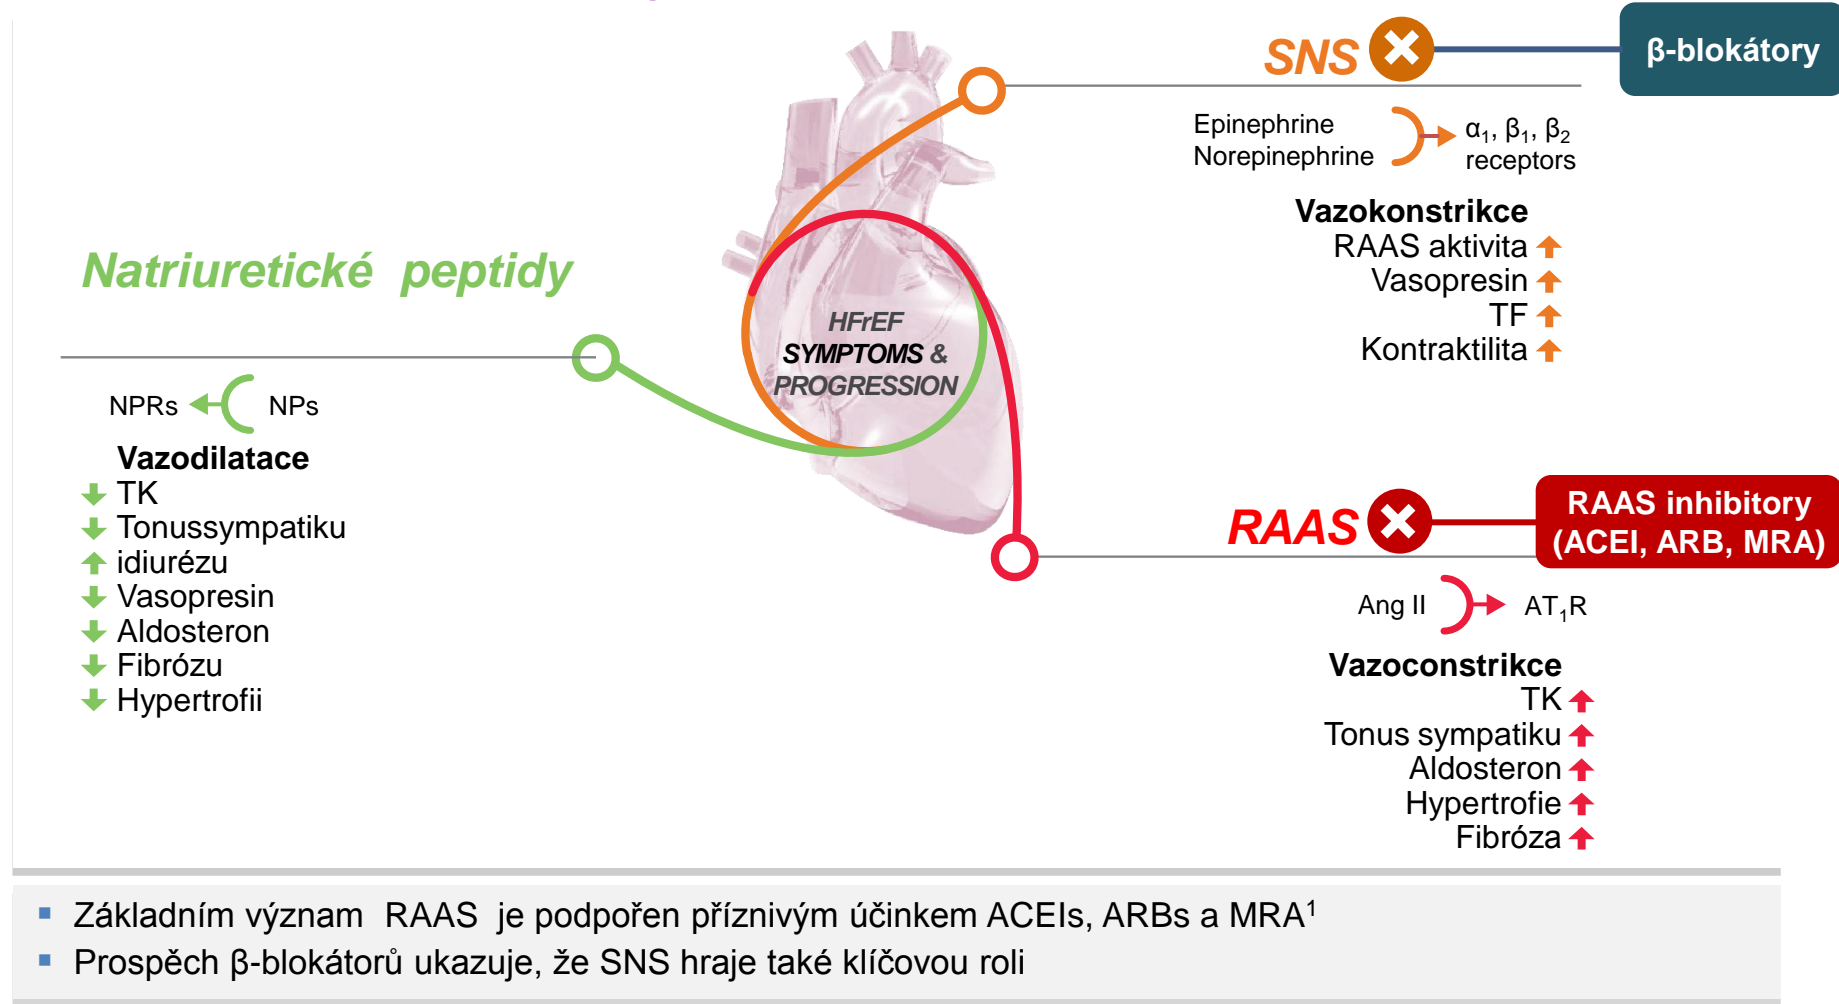 SNS
β-blokátory
Epinephrine
Norepinephrine
α1, β1, β2
receptors
Vazokonstrikce
RAAS aktivita
Vasopresin
TF
Kontraktilita
Natriuretické peptidy
HFrEF
SYMPTOMS &
PROGRESSION
NPRs
NPs
Vazodilatace
TK
Tonussympatiku
idiurézu
Vasopresin
Aldosteron
Fibrózu
Hypertrofii
RAAS
RAAS inhibitory
(ACEI, ARB, MRA)
Ang II
AT1R
Vazoconstrikce
TK
Tonus sympatiku
Aldosteron
Hypertrofie
Fibróza
Základním význam RAAS je podpořen příznivým účinkem ACEIs, ARBs a MRA1
Prospěch β-blokátorů ukazuje, že SNS hraje také klíčovou roli